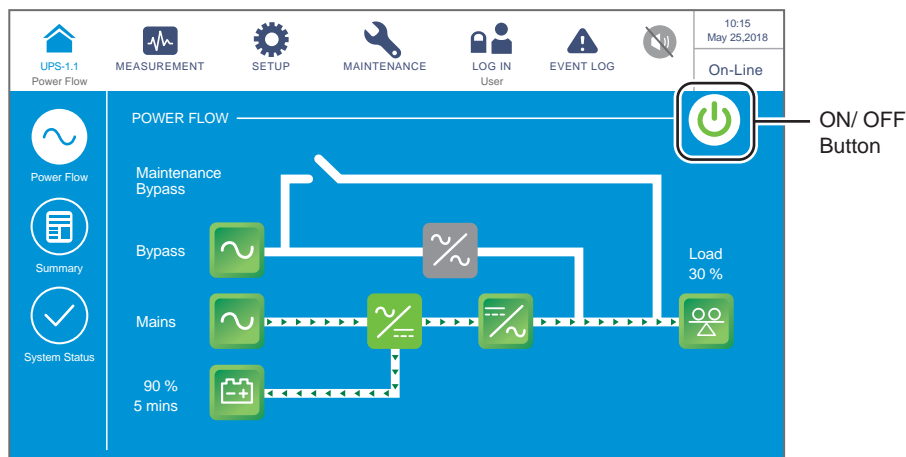 UPS-1.1
Power Flow
MEASUREMENT
SETUP
MAINTENANCE
LOG IN
User
EVENT LOG
10:15
May 25,2018
On-Line
ON/ OFF
Button
Power Flow
Summary
System Status
POWER FLOW
Maintenance
Bypass
Bypass
Load
30 %
Mains
90 %
5 mins